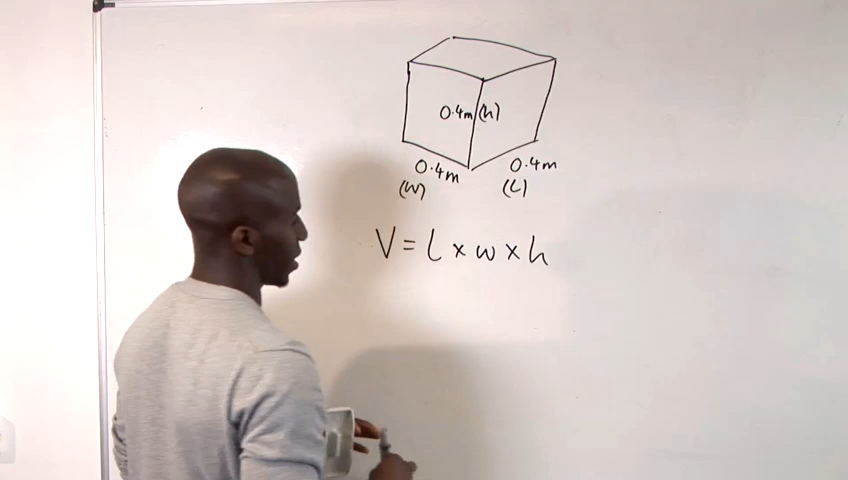 0.4m (h)
0.4m 0.4m
(W) (L)
V = l x w x h